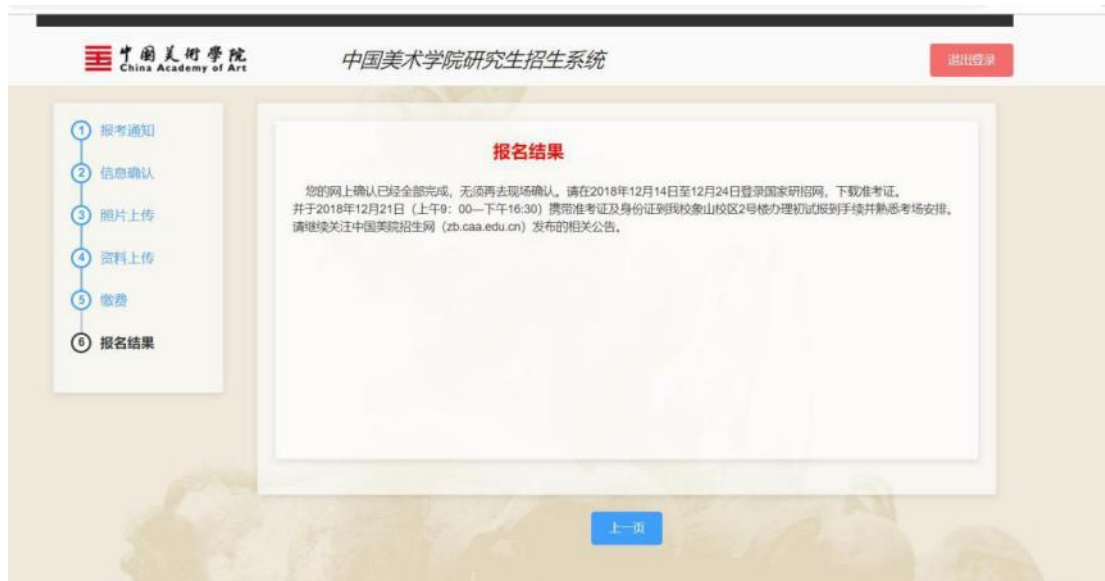 中国美術學院
China Academy of Art
中国美术学院研究生招生系统
退出登录
1 报考通知
2 信息确认
3 照片上传
4 资料上传
5 缴费
6 报名结果
报名结果
您的网上确认已经全部完成，无须再去现场确认。请在2018年12月14日至12月24日登录国家研招网，下载准考证。
并于2018年12月21日（上午9：00—下午16:30）携带准考证及身份证到我校象山校区2号楼办理初试报到手续并熟悉考场安排。
请继续关注中国美院招生网（zb.caa.edu.cn）发布的相关公告。
上一页